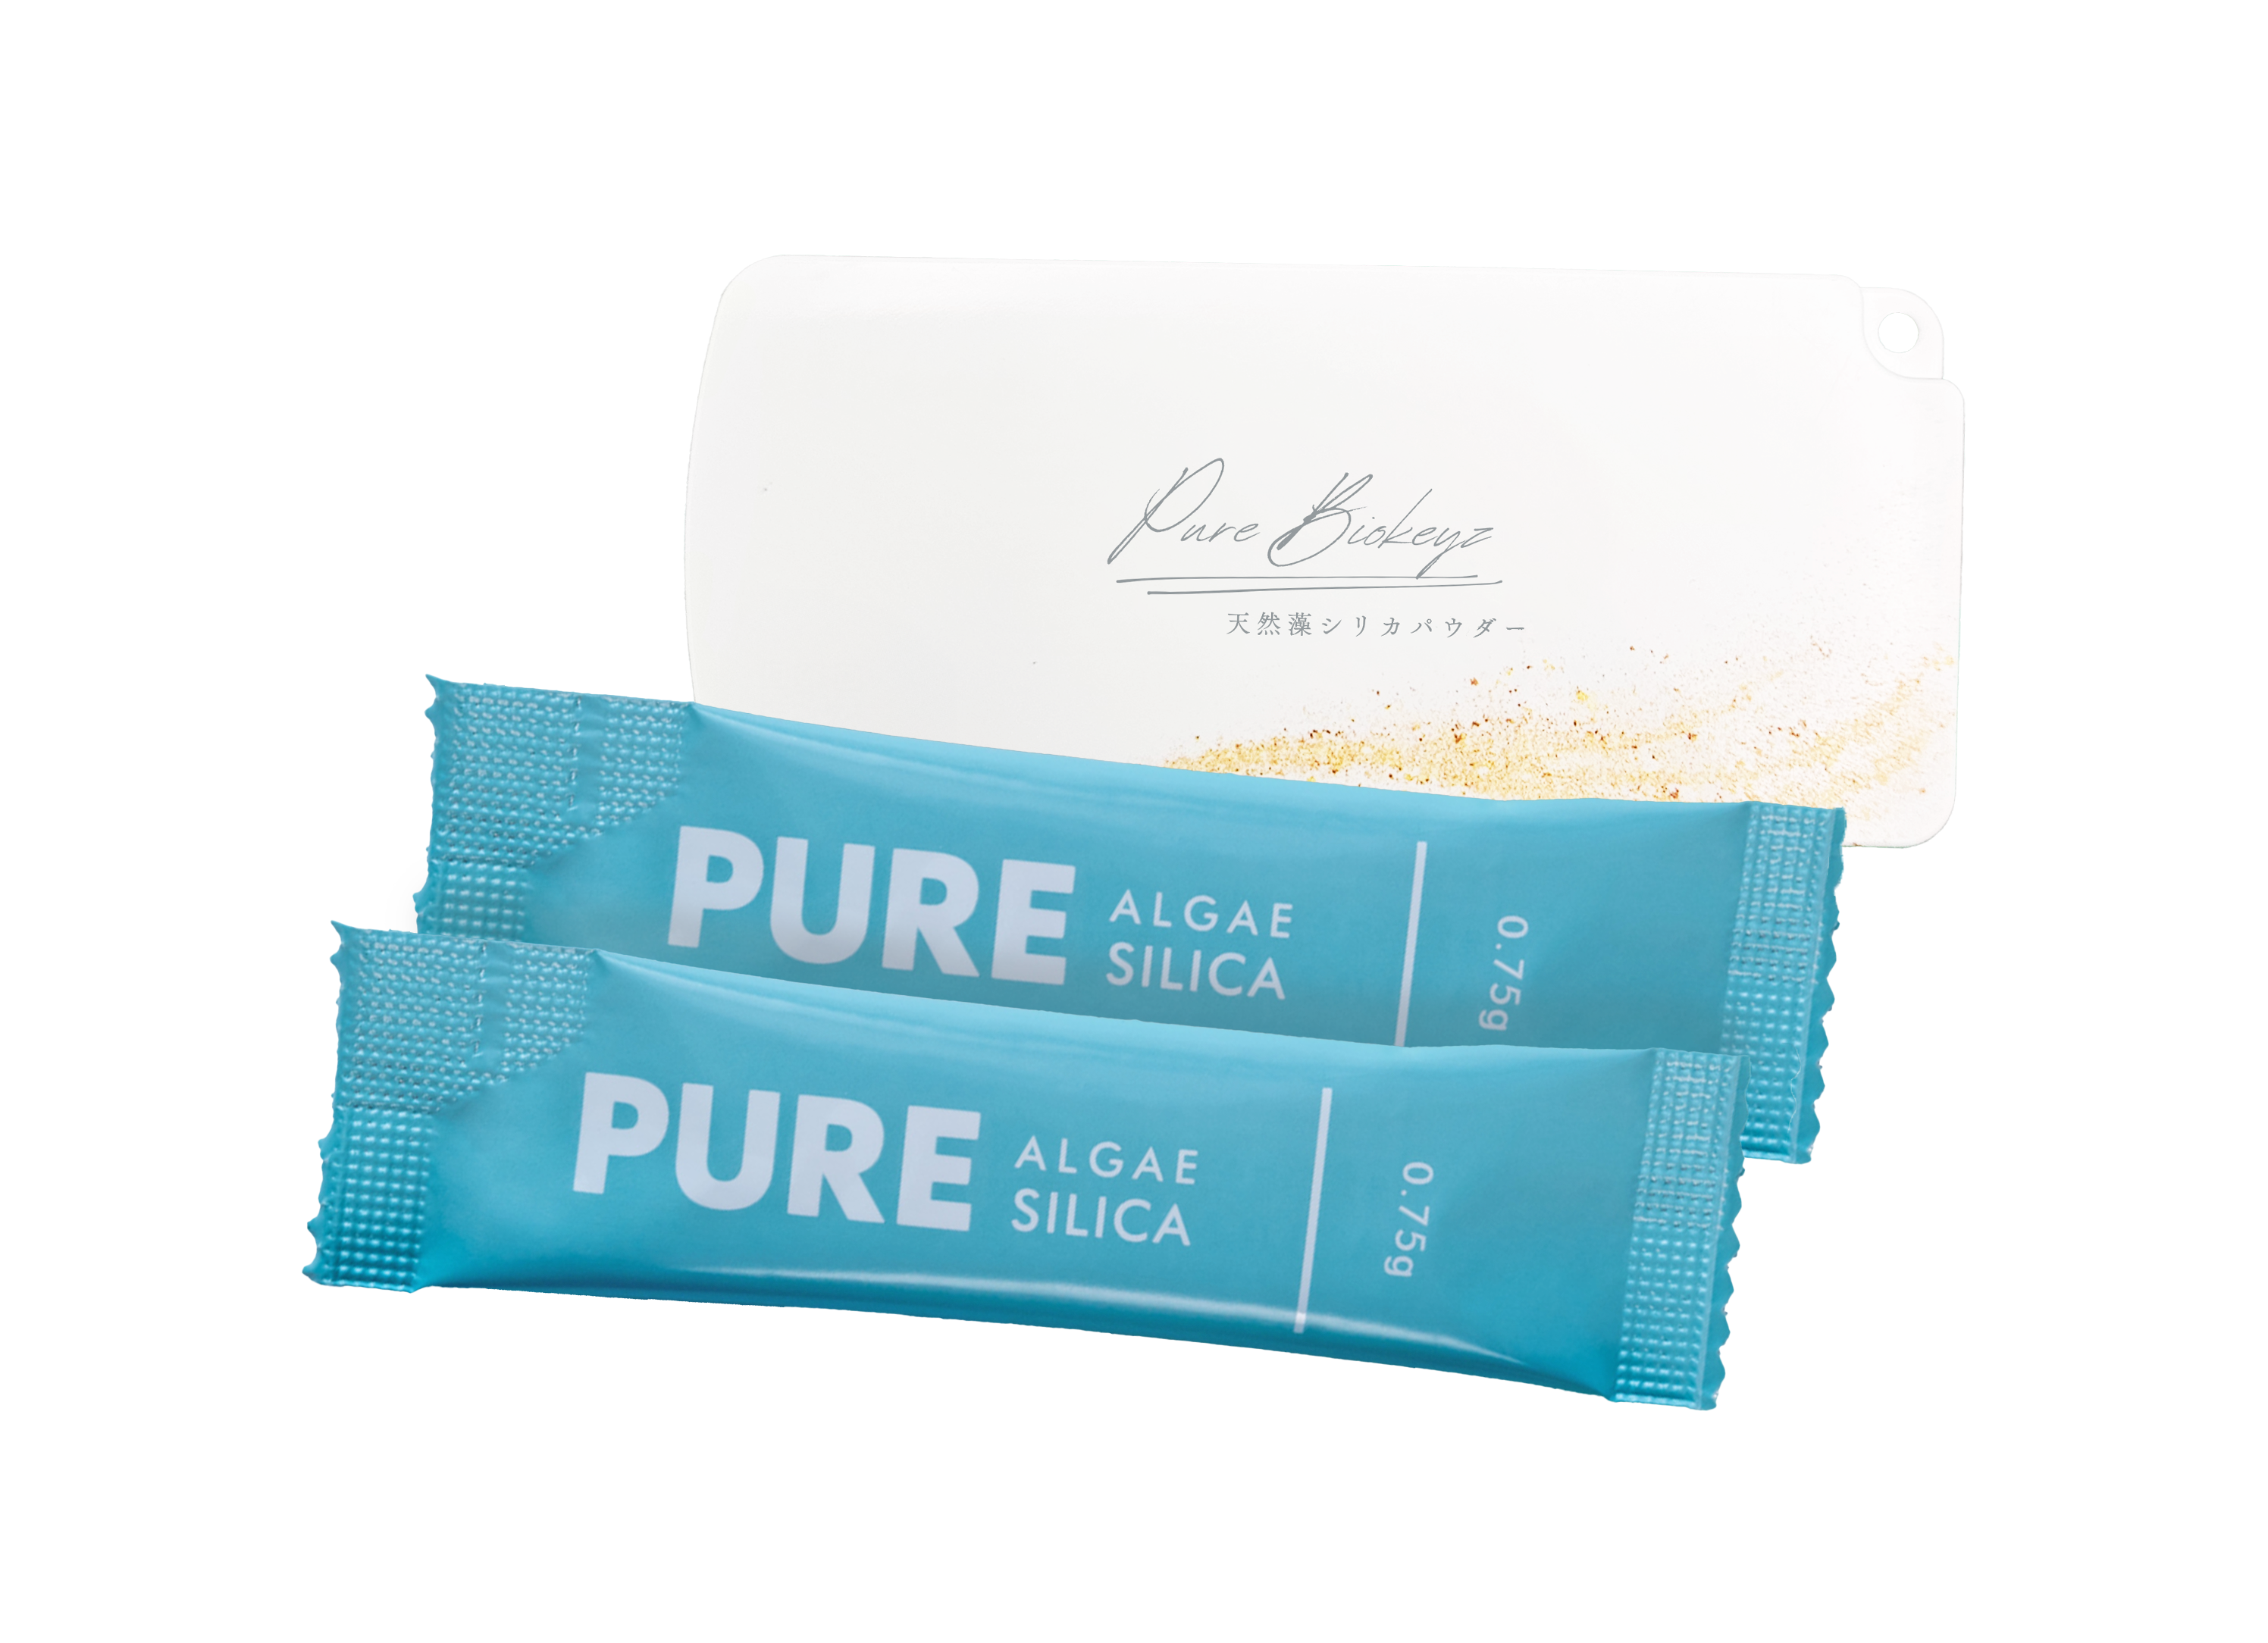 Pure Biokeyz
天然藻シリカパウダー
PURE
ALGAE
SILICA
0.75g
PURE
ALGAE
SILICA
0.75g